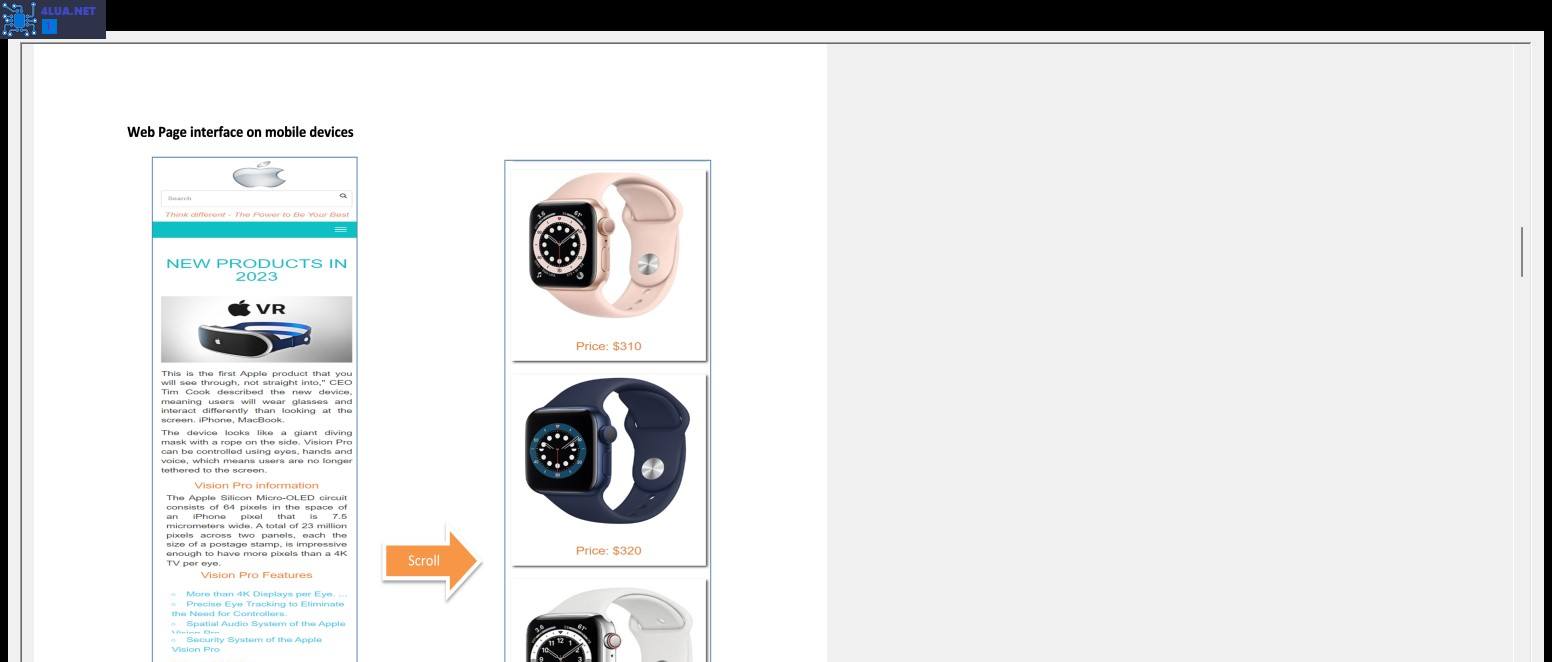 4LUA.NET
Web Page interface on mobile devices
Search
Think different - The Power to Be Your Best
NEW PRODUCTS IN
2023
VR
This is the first Apple product that you
will see through, not straight into," CEO
Tim Cook described the new device,
meaning users will wear glasses and
interact differently than looking at the
screen. iPhone, MacBook.
The device looks like a giant diving
mask with a rope on the side. Vision Pro
can be controlled using eyes, hands and
voice, which means users are no longer
tethered to the screen.
Vision Pro information
The Apple Silicon Micro-OLED circuit
consists of 64 pixels in the space of
an iPhone pixel that is 7.5
micrometers wide. A total of 23 million
pixels across two panels, each the
size of a postage stamp, is impressive
enough to have more pixels than a 4K
TV per eye.
Vision Pro Features
More than 4K Displays per Eye. ...
Precise Eye Tracking to Eliminate
the Need for Controllers.
Spatial Audio System of the Apple
Vision Pro
Security System of the Apple
Vision Pro
Scroll
Price: $310
Price: $320